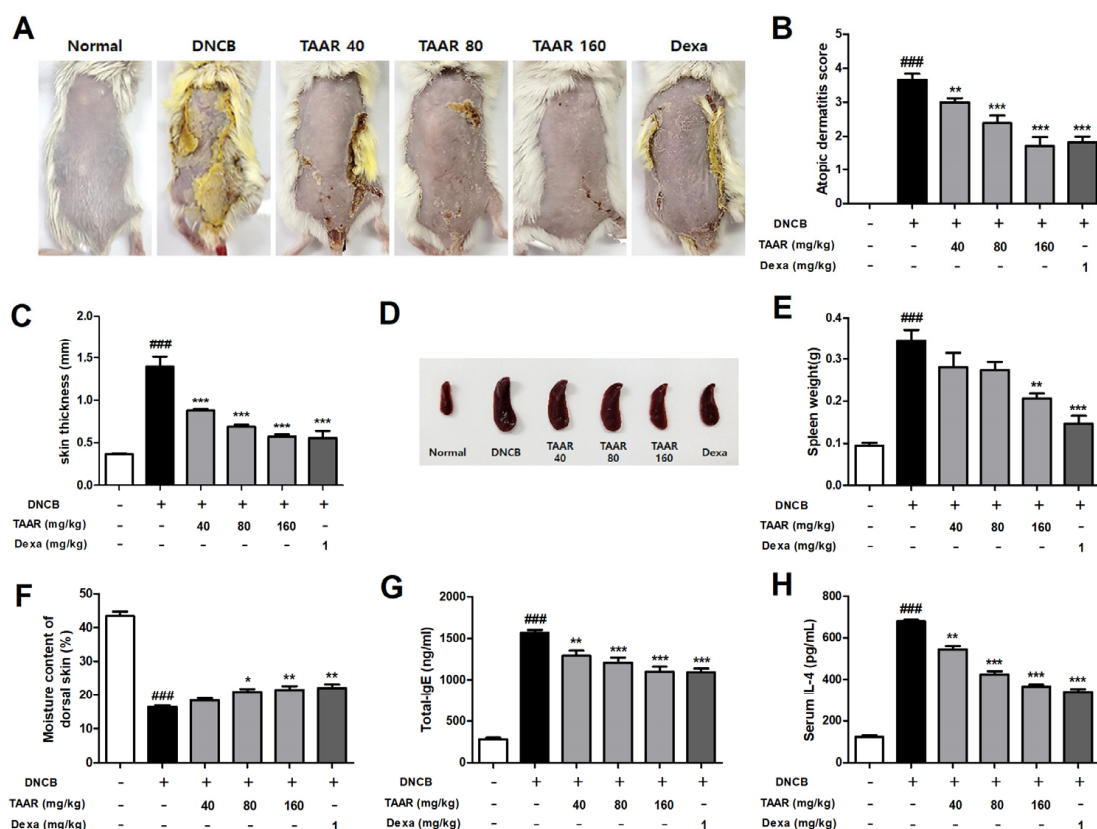 A
Normal DNCB TAAR 40 TAAR 80 TAAR 160 Dexa
B
Atopic dermatitis score
5
4
3
2
1
0
### ** *** *** ***
DNCB - + + + + +
TAAR (mg/kg) - - 40 80 160 -
Dexa (mg/kg) - - - - - 1
C
skin thickness (mm)
2.0
1.5
1.0
0.5
0.0
### *** *** *** ***
DNCB - + + + + +
TAAR (mg/kg) - - 40 80 160 -
Dexa (mg/kg) - - - - - 1
D
Normal DNCB TAAR 40 TAAR 80 TAAR 160 Dexa
E
Spleen weight(g)
0.4
0.3
0.2
0.1
0.0
### ** ***
DNCB - + + + + +
TAAR (mg/kg) - - 40 80 160 -
Dexa (mg/kg) - - - - - 1
F
Moisture content of
dorsal skin (%)
50
40
30
20
10
0
### * ** **
DNCB - + + + + +
TAAR (mg/kg) - - 40 80 160 -
Dexa (mg/kg) - - - - - 1
G
Total-IgE (ng/ml)
2000
1500
1000
500
0
### ** *** *** ***
DNCB - + + + + +
TAAR (mg/kg) - - 40 80 160 -
Dexa (mg/kg) - - - - - 1
H
Serum IL-4 (pg/mL)
800
600
400
200
0
### ** *** *** ***
DNCB - + + + + +
TAAR (mg/kg) - - 40 80 160 -
Dexa (mg/kg) - - - - - 1